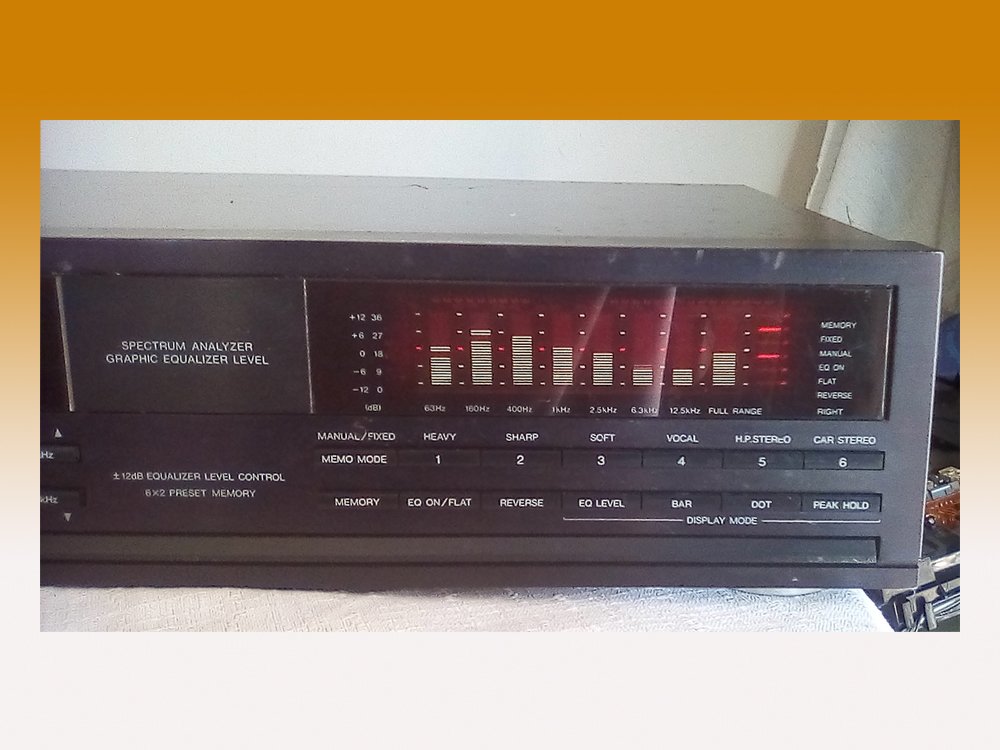 SPECTRUM ANALYZER
GRAPHIC EQUALIZER LEVEL
+12 36
+6 27
0 18
−6 9
−12 0
(dB)
63Hz 160Hz 400Hz 1kHz 2.5kHz 6.3kHz 12.5kHz FULL RANGE
MEMORY
FIXED
MANUAL
EQ ON
FLAT
REVERSE
RIGHT
Hz
kHz
±12dB EQUALIZER LEVEL CONTROL
6×2 PRESET MEMORY
MANUAL/FIXED HEAVY SHARP SOFT VOCAL H.P.STEREO CAR STEREO
MEMO MODE 1 2 3 4 5 6
MEMORY EQ ON/FLAT REVERSE EQ LEVEL BAR DOT PEAK HOLD
DISPLAY MODE